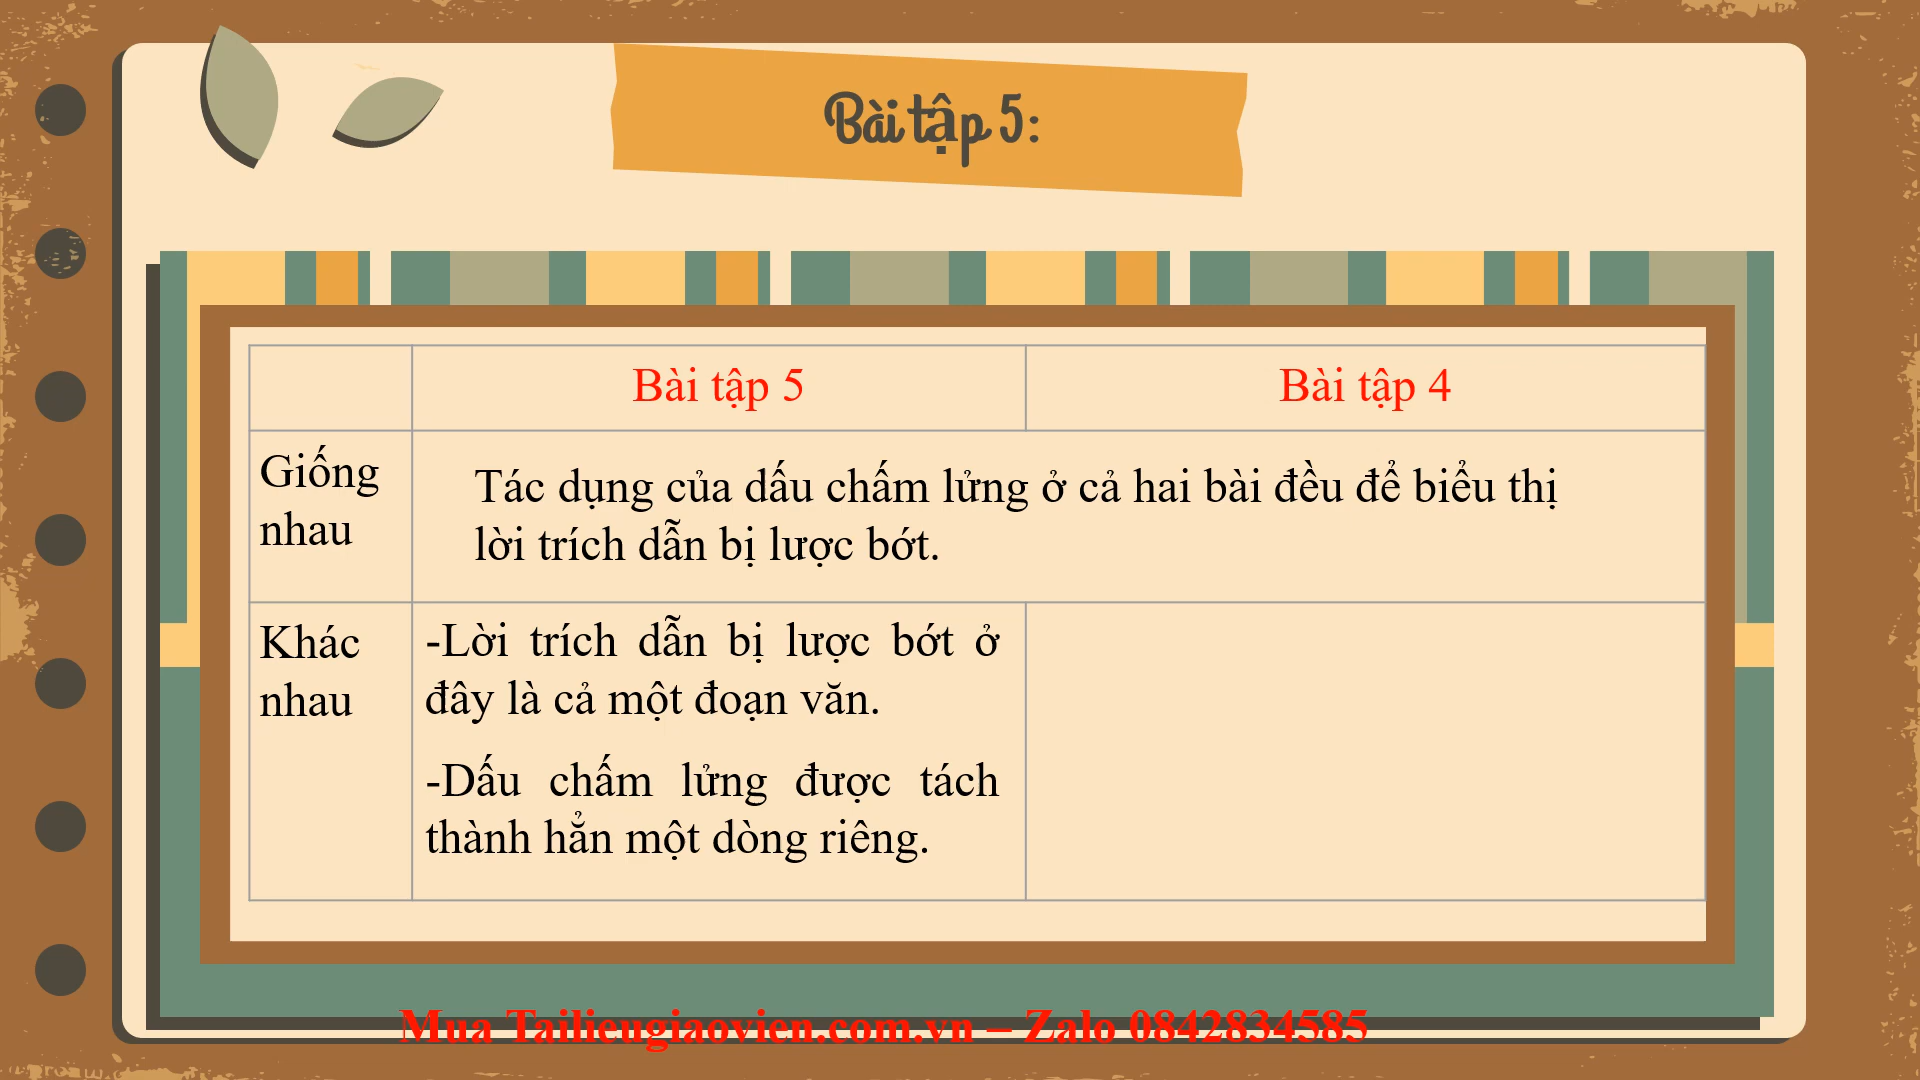 Bài tập 5:
Bài tập 5
Bài tập 4
Giống
nhau
Tác dụng của dấu chấm lửng ở cả hai bài đều để biểu thị
lời trích dẫn bị lược bớt.
Khác
nhau
-Lời trích dẫn bị lược bớt ở
đây là cả một đoạn văn.
-Dấu chấm lửng được tách
thành hẳn một dòng riêng.
Mua Tailieugiaovien.com.vn – Zalo 0842834585